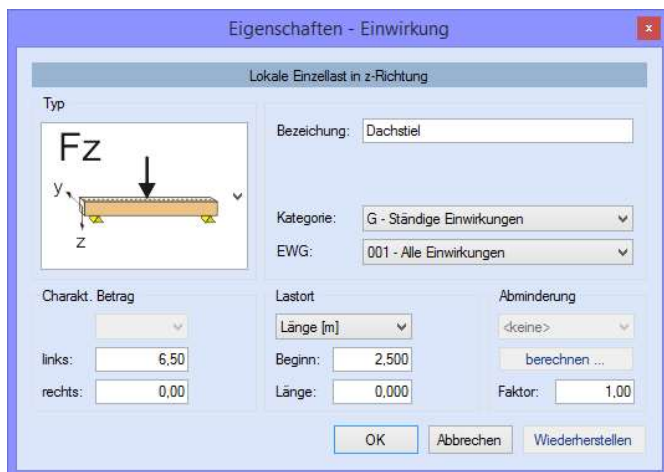 Eigenschaften - Einwirkung
x
Lokale Einzellast in z-Richtung
Typ
Fz
y
z
Bezeichung: Dachstiel
Kategorie: G - Ständige Einwirkungen
EWG: 001 - Alle Einwirkungen
Charakt. Betrag
links: 6,50
rechts: 0,00
Lastort
Länge [m]
Beginn: 2,500
Länge: 0,000
Abminderung
<keine>
berechnen ...
Faktor: 1,00
OK Abbrechen Wiederherstellen